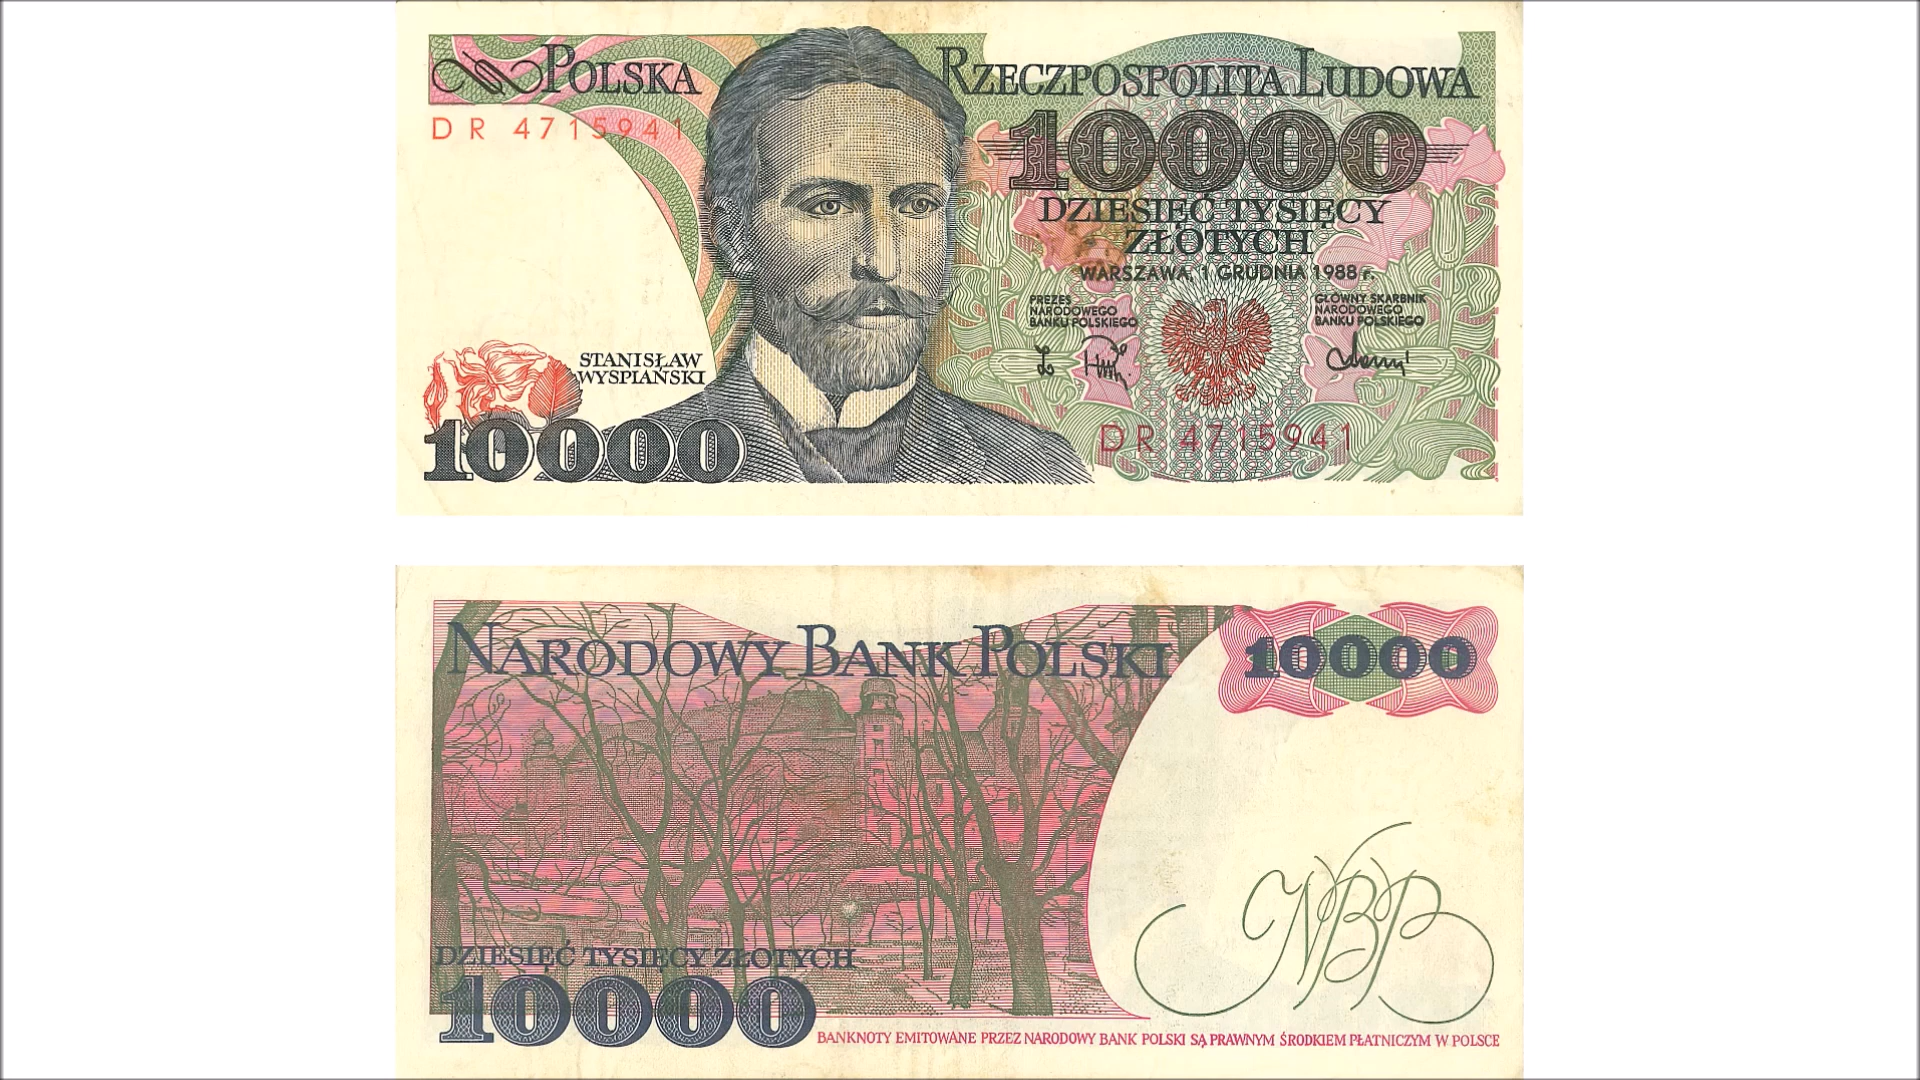 POLSKA RZECZPOSPOLITA LUDOWA
DR 4715941
10000
DZIESIĘĆ TYSIĘCY
ZŁOTYCH
WARSZAWA, 1 GRUDNIA 1988 r.
PREZES
NARODOWEGO
BANKU POLSKIEGO
GŁÓWNY SKARBNIK
NARODOWEGO
BANKU POLSKIEGO
STANISŁAW
WYSPIAŃSKI
10000
DR 4715941
NARODOWY BANK POLSKI
10000
NBP
DZIESIĘĆ TYSIĘCY ZŁOTYCH
10000
BANKNOTY EMITOWANE PRZEZ NARODOWY BANK POLSKI SĄ PRAWNYM ŚRODKIEM PŁATNICZYM W POLSCE